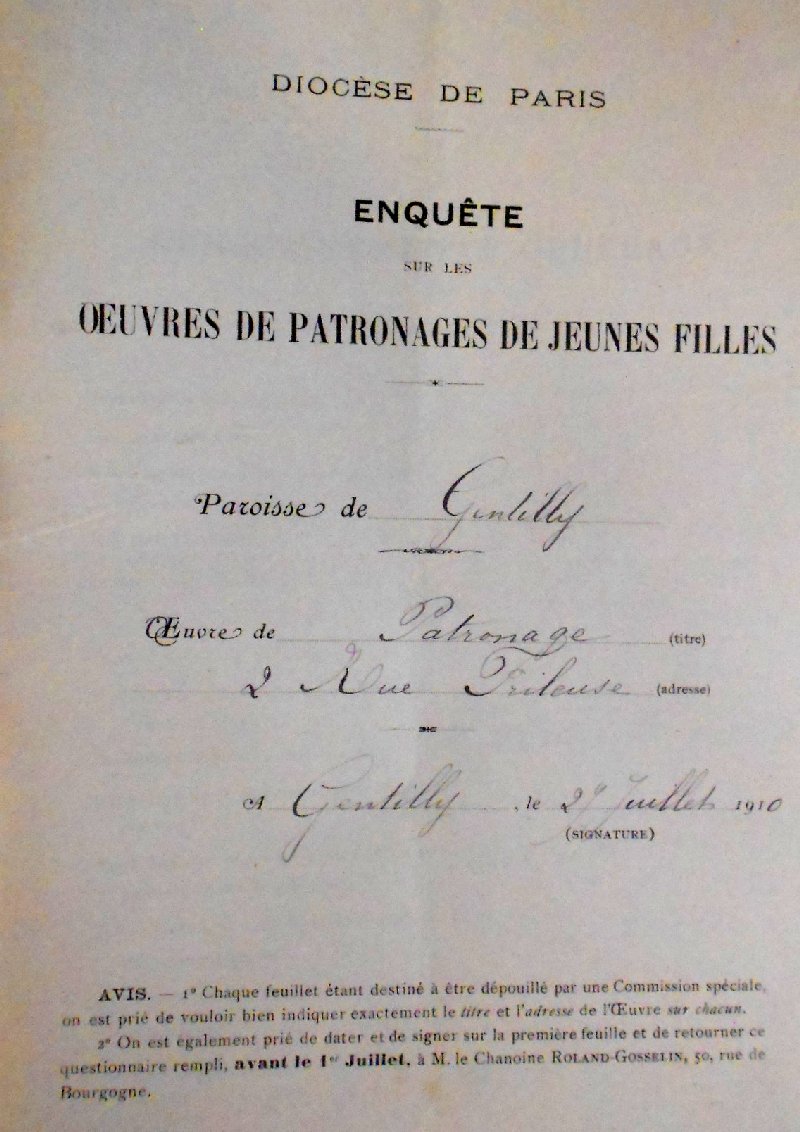 DIOCÈSE DE PARIS
ENQUÊTE
SUR LES
OEUVRES DE PATRONAGES DE JEUNES FILLES
Paroisse de Gentilly
Œuvre de Patronage (titre)
2 Rue Frileuse (adresse)
A Gentilly, le 29 Juillet 1910
(SIGNATURE)
AVIS. — 1° Chaque feuillet étant destiné à être dépouillé par une Commission spéciale,
on est prié de vouloir bien indiquer exactement le titre et l'adresse de l'Œuvre sur chacun.
2° On est également prié de dater et de signer sur la première feuille et de retourner ce
questionnaire rempli, avant le 1er Juillet, à M. le Chanoine ROLAND-GOSSELIN, 50, rue de
Bourgogne.